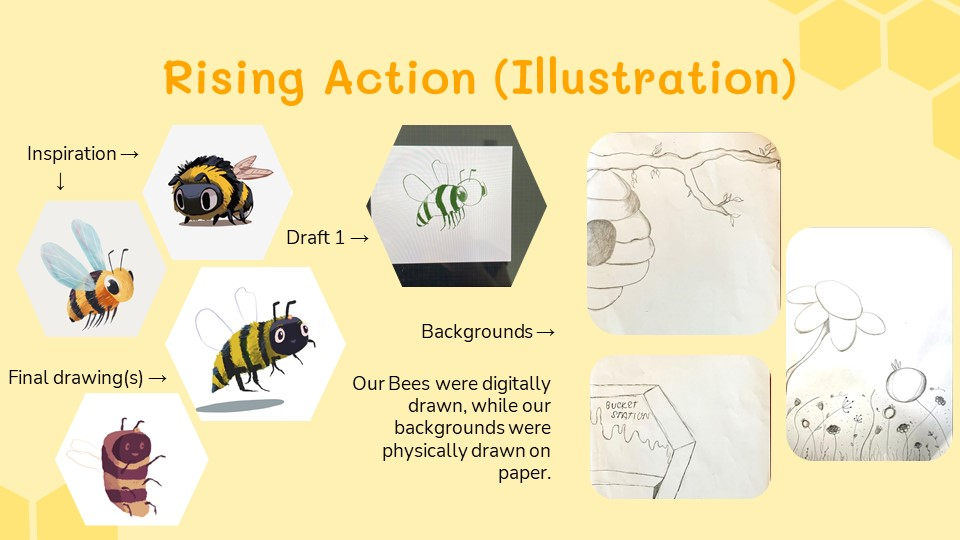 Rising Action (Illustration)
Inspiration →
↓
Draft 1 →
Backgrounds →
Final drawing(s) →
Our Bees were digitally
drawn, while our
backgrounds were
physically drawn on
paper.
BUCKET
STATION